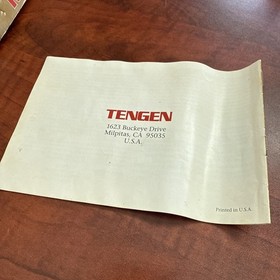 TENGEN
1623 Buckeye Drive
Milpitas, CA 95035
U.S.A.
Printed in U.S.A.